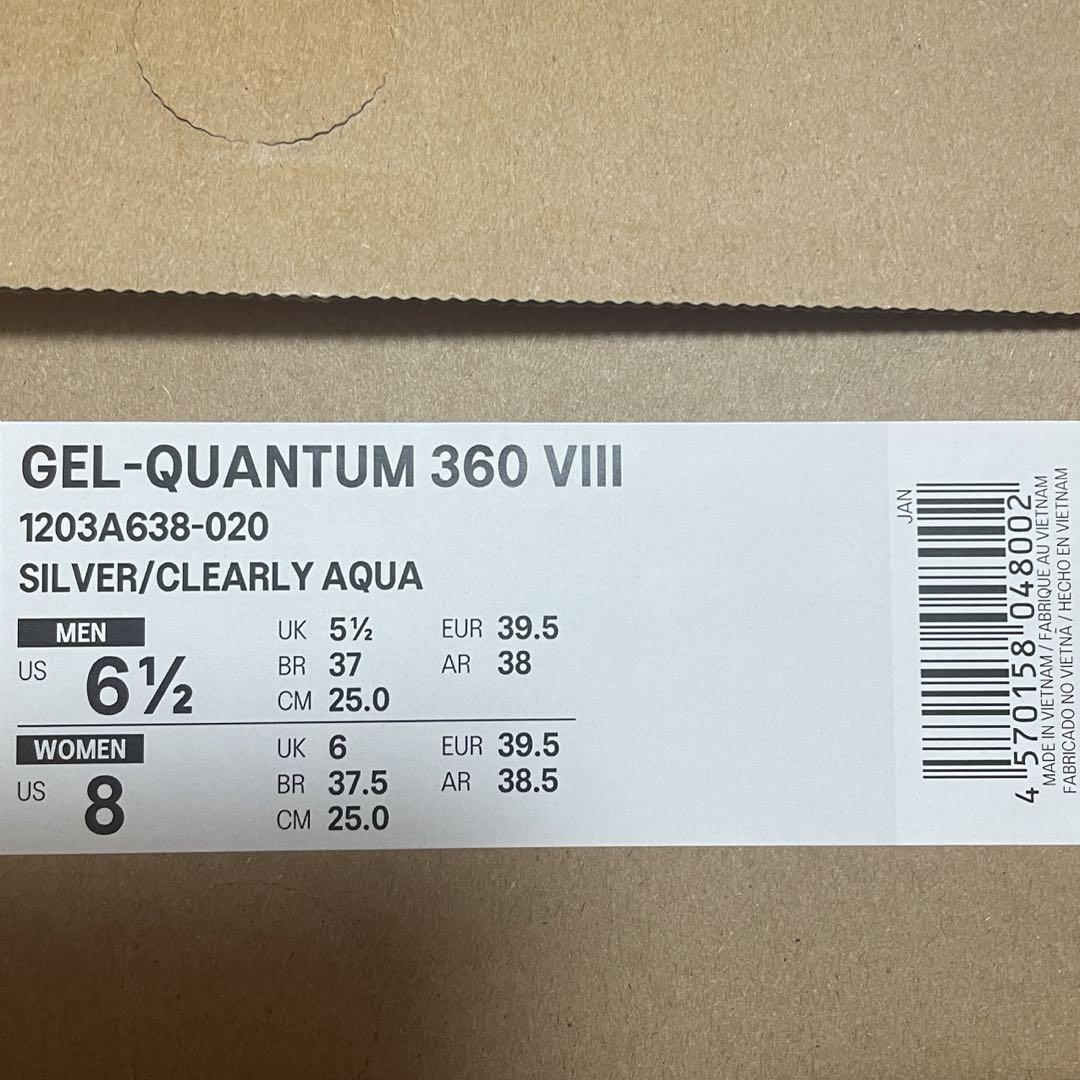 GEL-QUANTUM 360 VIII
1203A638-020
SILVER/CLEARLY AQUA
MEN
US 6½
UK 5½ EUR 39.5
BR 37 AR 38
CM 25.0
WOMEN
US 8
UK 6 EUR 39.5
BR 37.5 AR 38.5
CM 25.0
JAN
4 570158 048002
MADE IN VIETNAM / FABRIQUE AU VIETNAM
FABRICADO NO VIETNÃ / HECHO EN VIETNAM